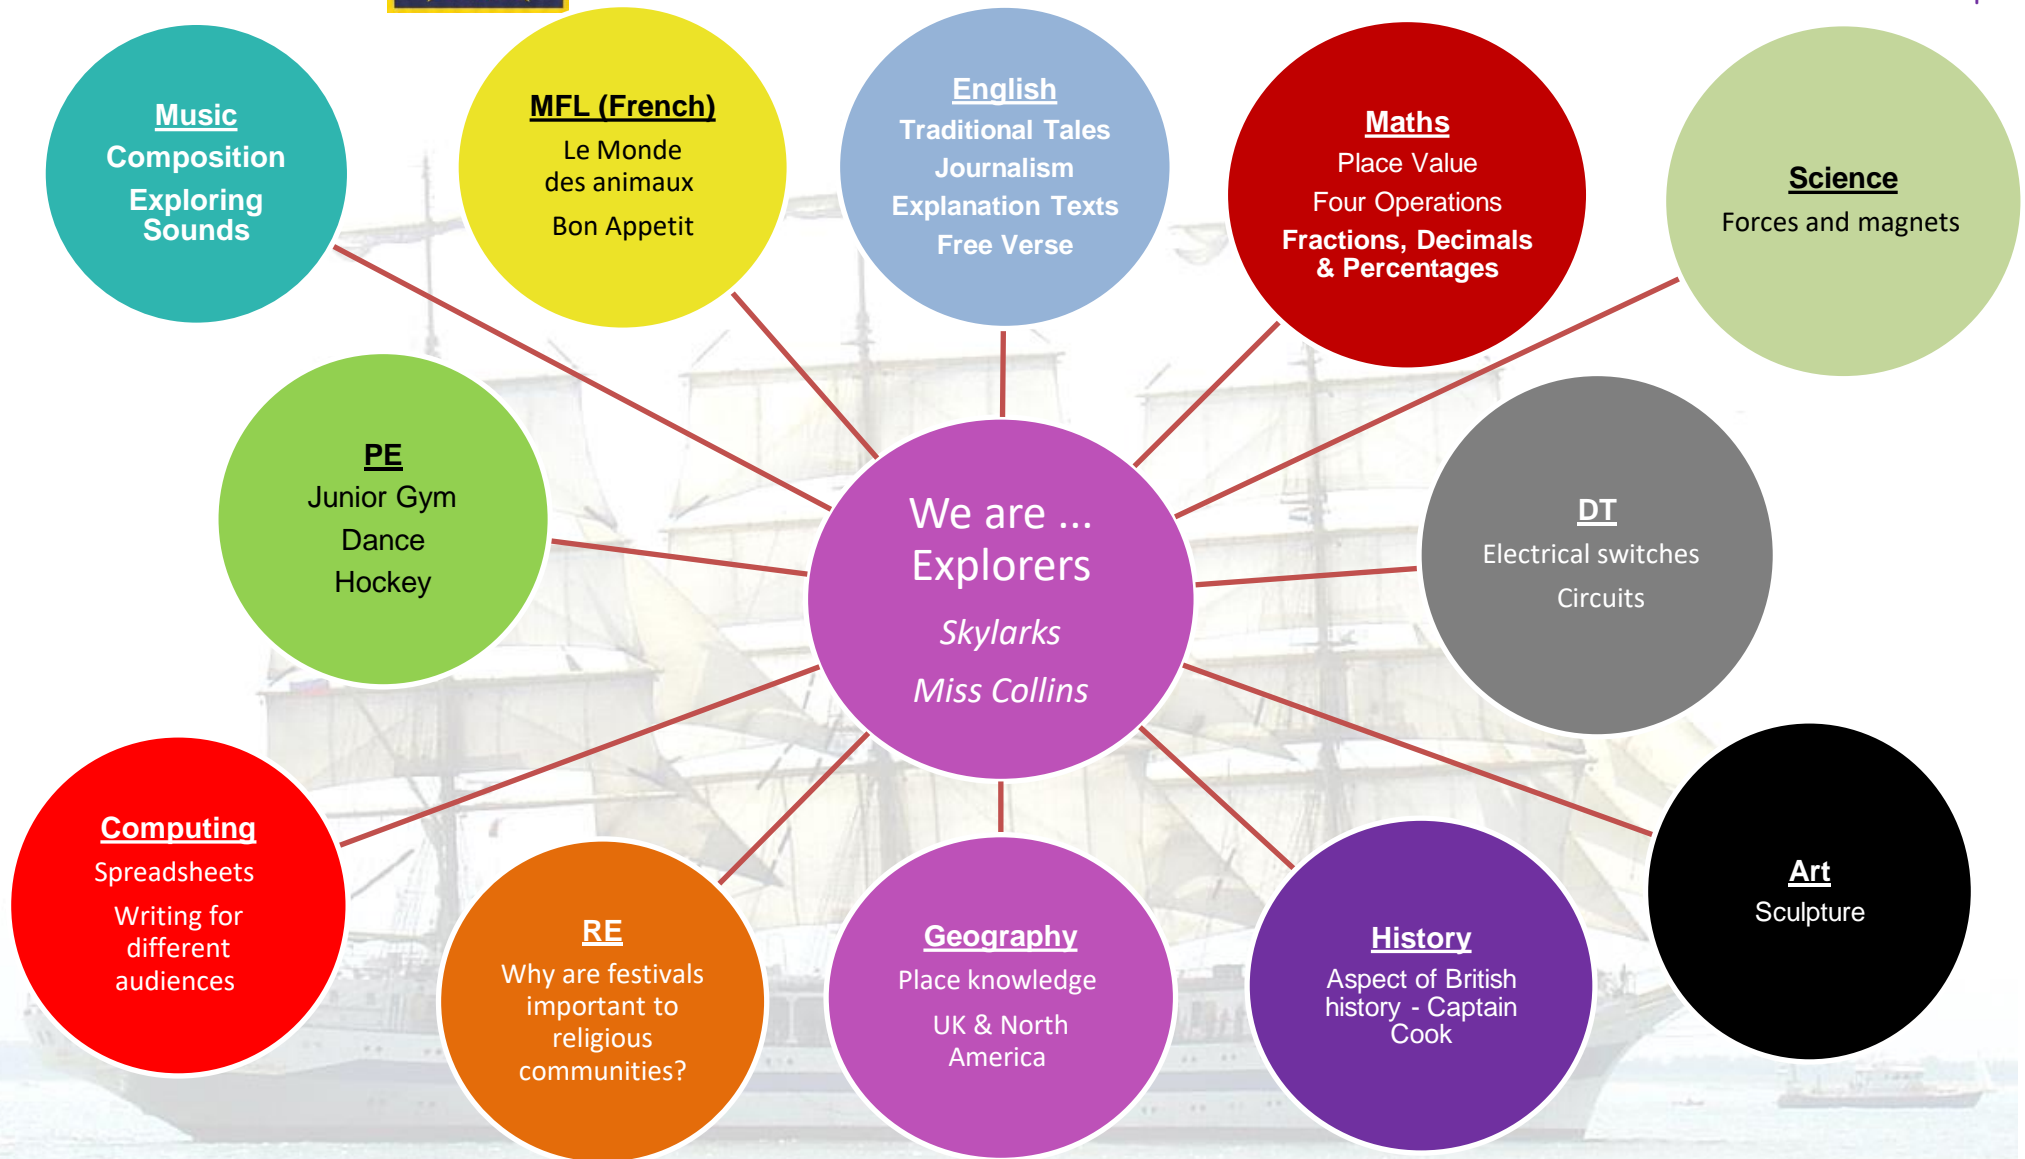 Music
Composition
Exploring
Sounds
MFL (French)
Le Monde
des animaux
Bon Appetit
English
Traditional Tales
Journalism
Explanation Texts
Free Verse
Maths
Place Value
Four Operations
Fractions, Decimals
& Percentages
Science
Forces and magnets
PE
Junior Gym
Dance
Hockey
We are ...
Explorers
Skylarks
Miss Collins
DT
Electrical switches
Circuits
Computing
Spreadsheets
Writing for
different
audiences
RE
Why are festivals
important to
religious
communities?
Geography
Place knowledge
UK & North
America
History
Aspect of British
history - Captain
Cook
Art
Sculpture